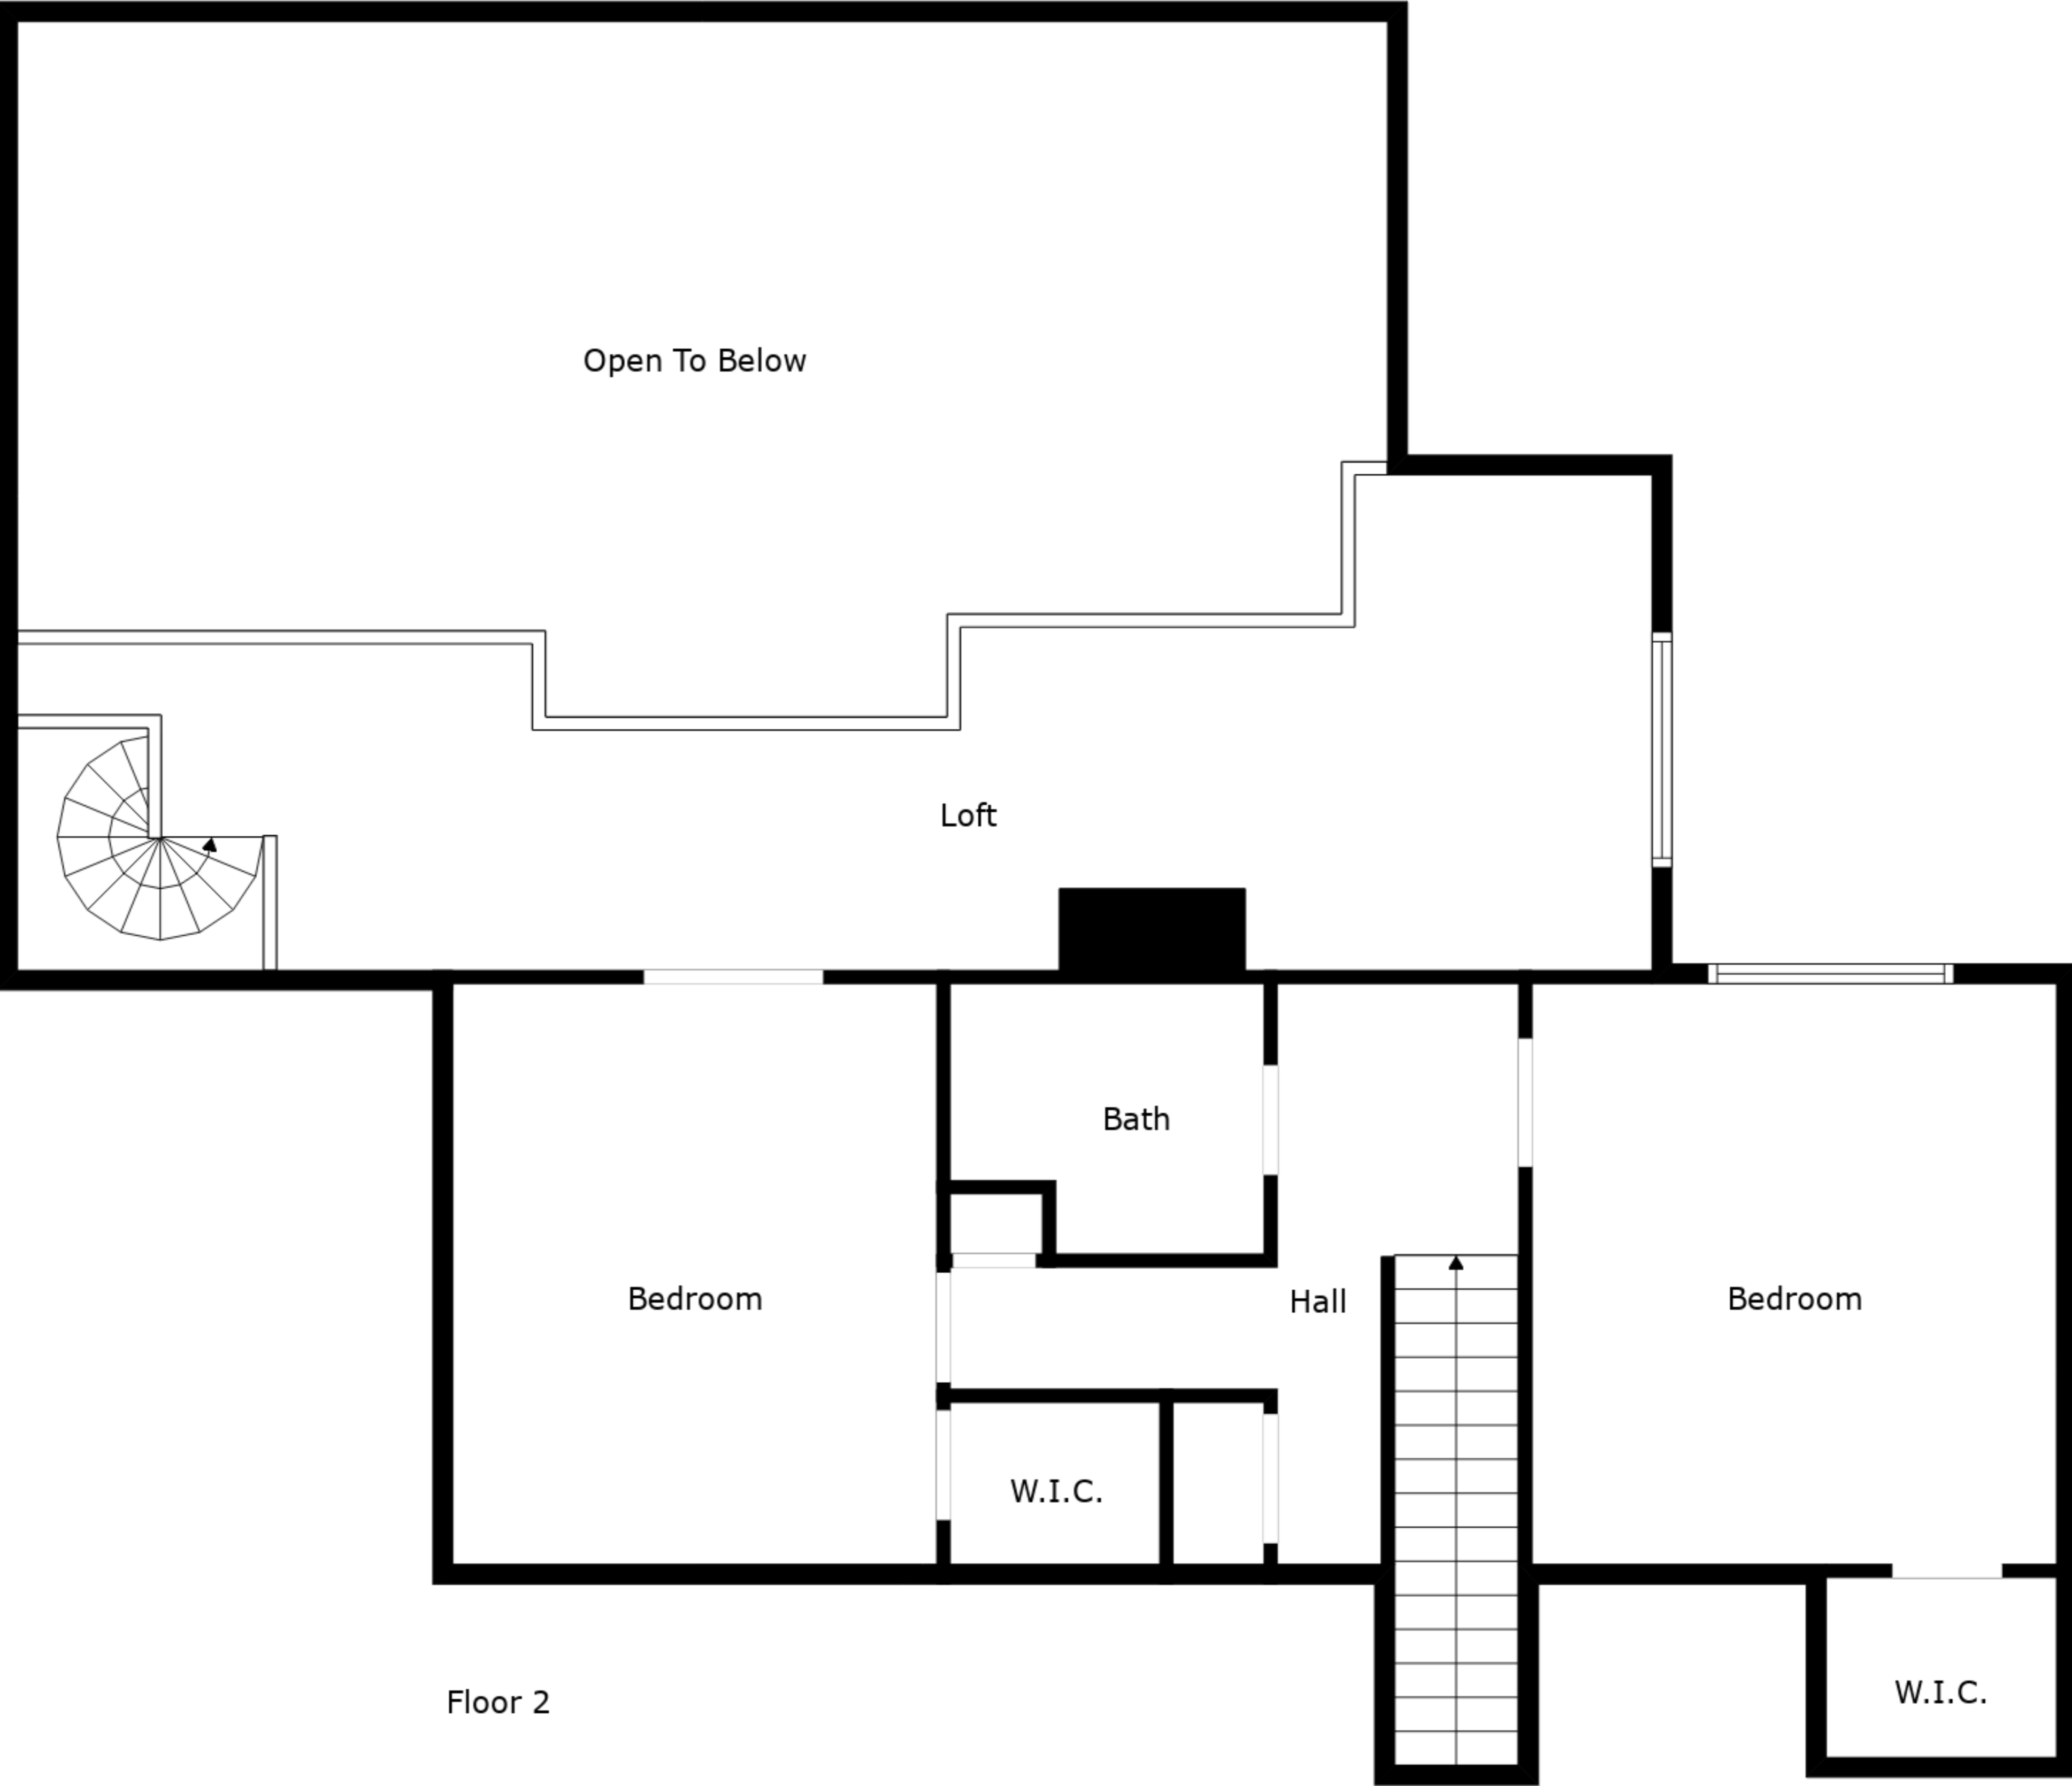 Open To Below
Loft
Bath
Bedroom
Hall
Bedroom
W.I.C.
W.I.C.
Floor 2